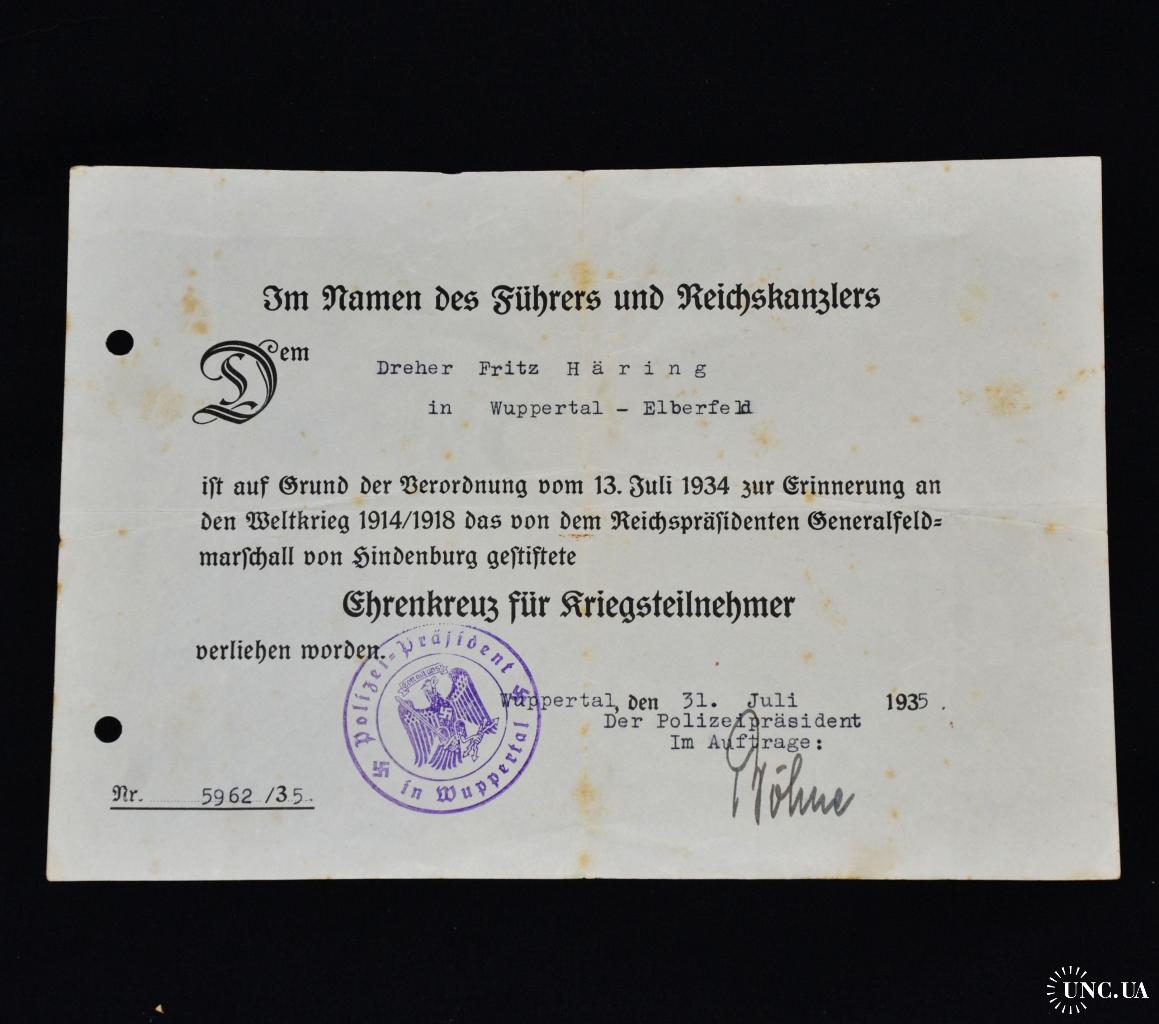 Im Namen des Führers und Reichskanzlers
Dem
Dreher Fritz Häring
in Wuppertal - Elberfeld
ist auf Grund der Verordnung vom 13. Juli 1934 zur Erinnerung an
den Weltkrieg 1914/1918 das von dem Reichspräsidenten Generalfeld=
marschall von Hindenburg gestiftete
Ehrenkreuz für Kriegsteilnehmer
verliehen worden.
Polizei=Präsident
in Wuppertal
Wuppertal, den 31. Juli 1935.
Der Polizeipräsident
Im Auftrage:
Nr. 5962/35.
UNC.UA